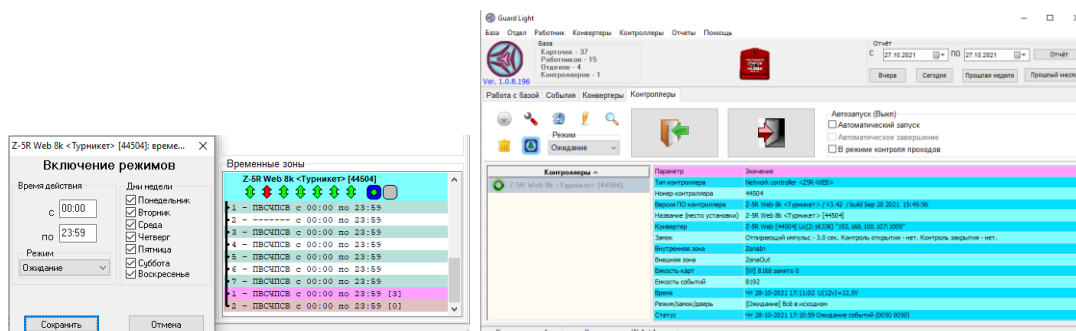 Z-5R Web 8k <Турникет> [44504]: време...
Включение режимов
Время действия
с 00:00
по 23:59
Режим
Ожидание
Дни недели
Понедельник
Вторник
Среда
Четверг
Пятница
Суббота
Воскресенье
Сохранить
Отмена
Временные зоны
Z-5R Web 8k <Турникет> [44504]
1 - ПВСЧПСВ с 00:00 по 23:59
2 - ------- с 00:00 по 23:59
3 - ПВСЧПСВ с 00:00 по 23:59
4 - ПВСЧПСВ с 00:00 по 23:59
5 - ПВСЧПСВ с 00:00 по 23:59
6 - ПВСЧПСВ с 00:00 по 23:59
7 - ПВСЧПСВ с 00:00 по 23:59
1 - ПВСЧПСВ с 00:00 по 23:59 [3]
2 - ПВСЧПСВ с 00:00 по 23:59 [0]
Guard Light
База Отдел Работник Конвертеры Контроллеры Отчеты Помощь
Ver. 1.0.8.196
База
Карточек - 37
Работников - 15
Отделов - 4
Контроллеров - 1
Отчёт
С 27.10.2021 ПО 27.10.2021 Отчёт
Вчера Сегодня Прошлая неделя Прошлый меся
Работа с базой События Конвертеры Контроллеры
Режим
Ожидание
Автозапуск (Выкл)
Автоматический запуск
Автоматическое завершение
В режиме контроля проходов
Контроллеры
Z-5R Web 8k <Турникет> [44504]
Параметр Значение
Тип контроллера Network controller <Z5R-WEB>
Номер контроллера 44504
Версия ПО контроллера Z-5R Web 8k <Турникет> / V3.42 / build Sep 20 2021 15:45:56
Название (место установки) Z-5R Web 8k <Турникет> [44504]
Конвертер Z-5R Web [44504] Lic(2:16336) "192.168.100.107:1000"
Замок Отпирающий импульс - 3.0 сек. Контроль открытия - нет. Контроль закрытия - нет.
Внутренняя зона ZonaIn
Внешняя зона ZonaOut
Емкость карт [W] 8168 занято 0
Емкость событий 8192
Время Чт 28-10-2021 17:11:02 U(12v)=12,5V
Режим/замок/дверь [Ожидание] Всё в исходном
Статус Чт 28-10-2021 17:10:59 Ожидание событий (0050 0050)